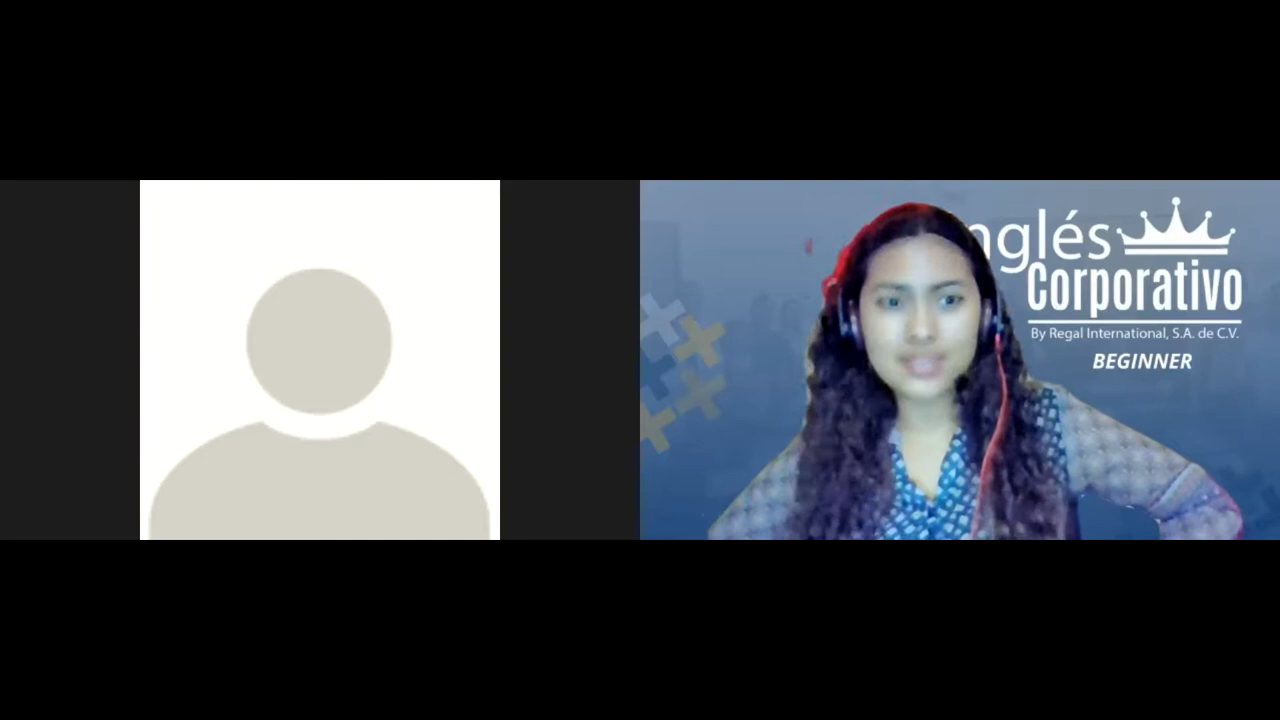 nglés
Corporativo
By Regal International, S.A. de C.V.
BEGINNER